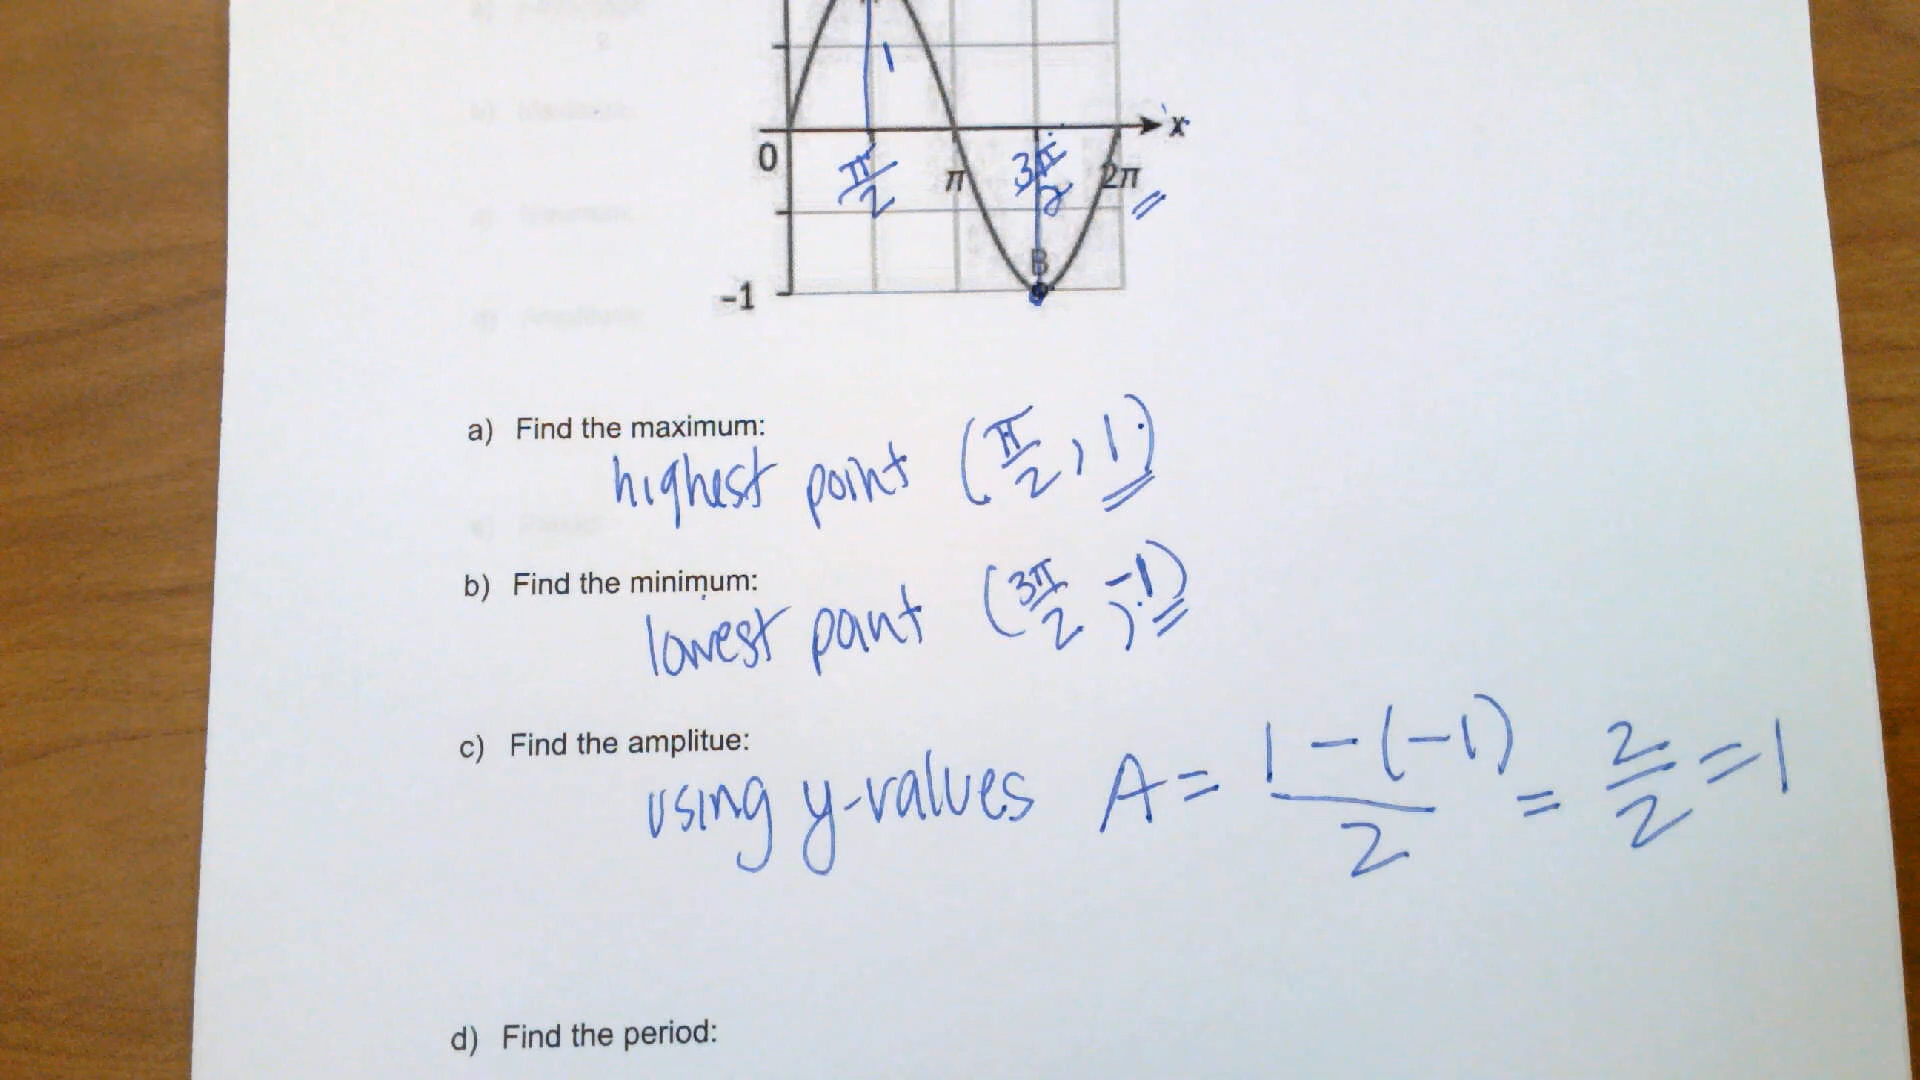 1
x
0
π/2
π
3π/2
2π
B
-1
a) Find the maximum:
highest point (π/2, 1)
b) Find the minimum:
lowest point (3π/2, -1)
c) Find the amplitue:
using y-values A = 1-(-1)/2 = 2/2 = 1
d) Find the period: